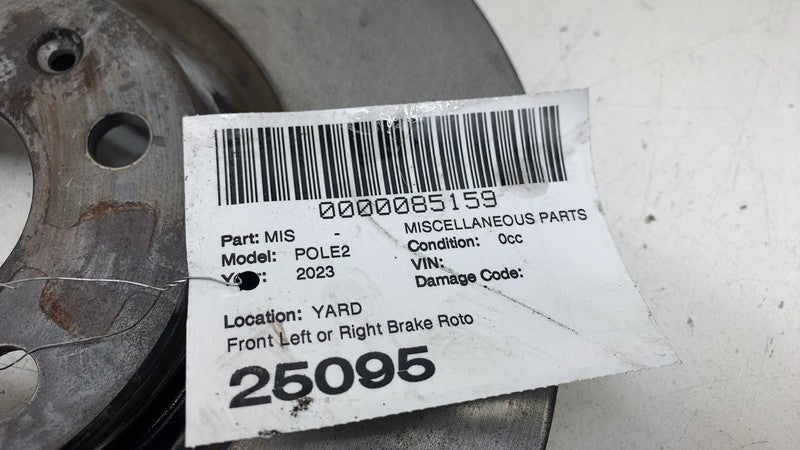 0000085159
Part: MIS - MISCELLANEOUS PARTS
Model: POLE2 Condition: 0cc
2023 VIN:
Damage Code:
Location: YARD
Front Left or Right Brake Roto
25095